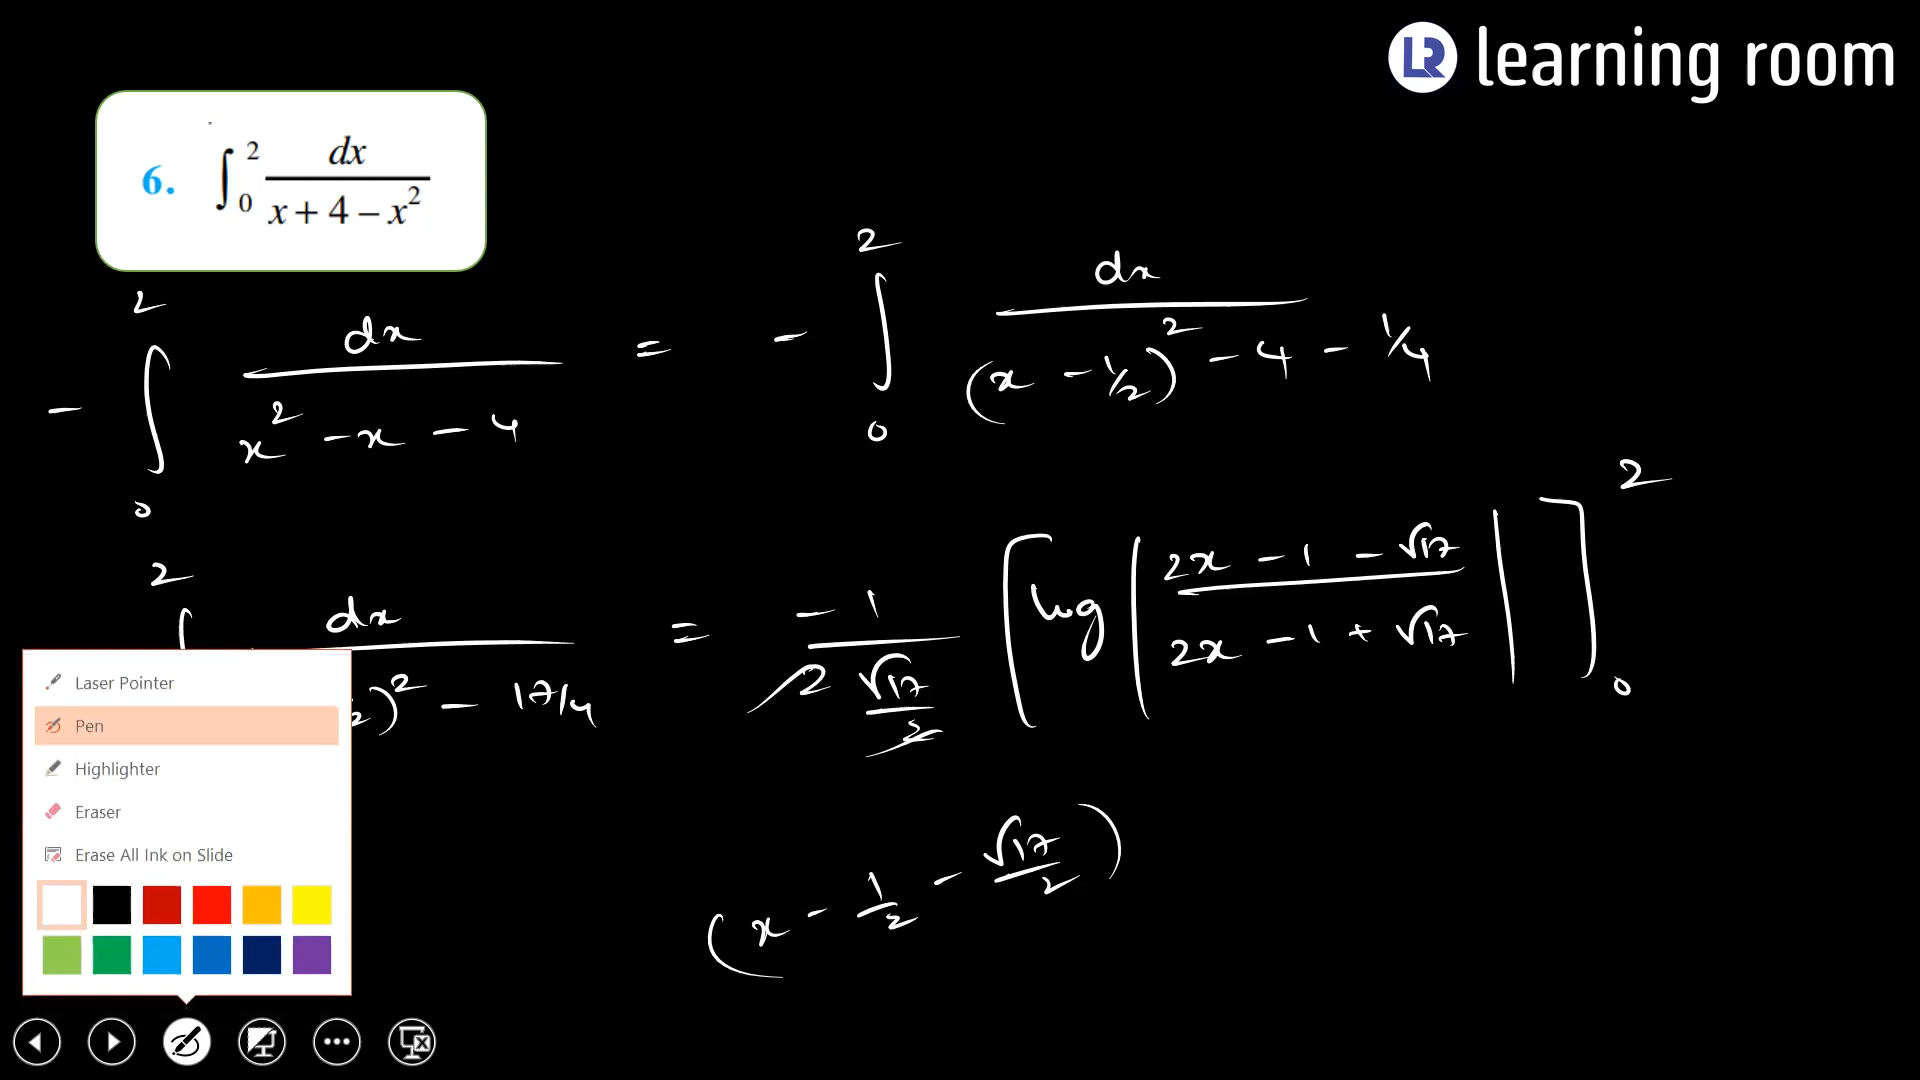 learning room
6. ∫₀² dx / (x + 4 – x²)
- ∫₀² dx / (x² - x - 4) = - ∫₀² dx / ((x - 1/2)² - 4 - 1/4)
2 dx / 2)² - 17/4 = -1 / (2 √17/2) [log | (2x - 1 - √17) / (2x - 1 + √17) | ]₀²
(x - 1/2 - √17/2)
Laser Pointer
Pen
Highlighter
Eraser
Erase All Ink on Slide